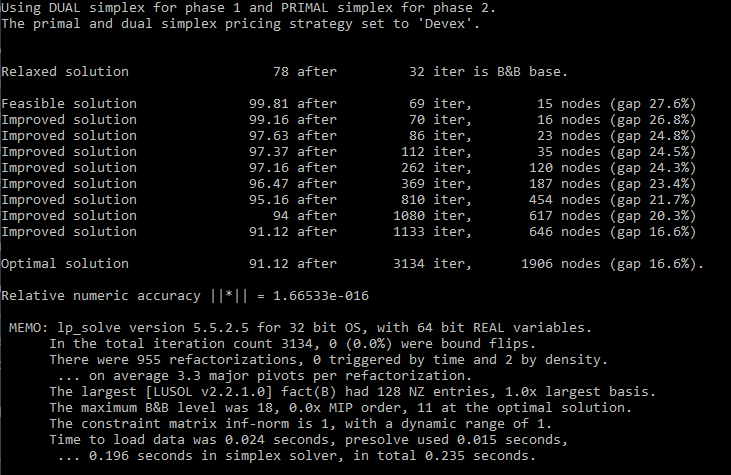 Using DUAL simplex for phase 1 and PRIMAL simplex for phase 2.
The primal and dual simplex pricing strategy set to 'Devex'.
Relaxed solution                  78 after         32 iter is B&B base.
Feasible solution              99.81 after         69 iter,        15 nodes (gap 27.6%)
Improved solution              99.16 after         70 iter,        16 nodes (gap 26.8%)
Improved solution              97.63 after         86 iter,        23 nodes (gap 24.8%)
Improved solution              97.37 after        112 iter,        35 nodes (gap 24.5%)
Improved solution              97.16 after        262 iter,       120 nodes (gap 24.3%)
Improved solution              96.47 after        369 iter,       187 nodes (gap 23.4%)
Improved solution              95.16 after        810 iter,       454 nodes (gap 21.7%)
Improved solution                 94 after       1080 iter,       617 nodes (gap 20.3%)
Improved solution              91.12 after       1133 iter,       646 nodes (gap 16.6%)
Optimal solution               91.12 after       3134 iter,      1906 nodes (gap 16.6%).
Relative numeric accuracy ||*|| = 1.66533e-016
MEMO: lp_solve version 5.5.2.5 for 32 bit OS, with 64 bit REAL variables.
In the total iteration count 3134, 0 (0.0%) were bound flips.
There were 955 refactorizations, 0 triggered by time and 2 by density.
... on average 3.3 major pivots per refactorization.
The largest [LUSOL v2.2.1.0] fact(B) had 128 NZ entries, 1.0x largest basis.
The maximum B&B level was 18, 0.0x MIP order, 11 at the optimal solution.
The constraint matrix inf-norm is 1, with a dynamic range of 1.
Time to load data was 0.024 seconds, presolve used 0.015 seconds,
... 0.196 seconds in simplex solver, in total 0.235 seconds.